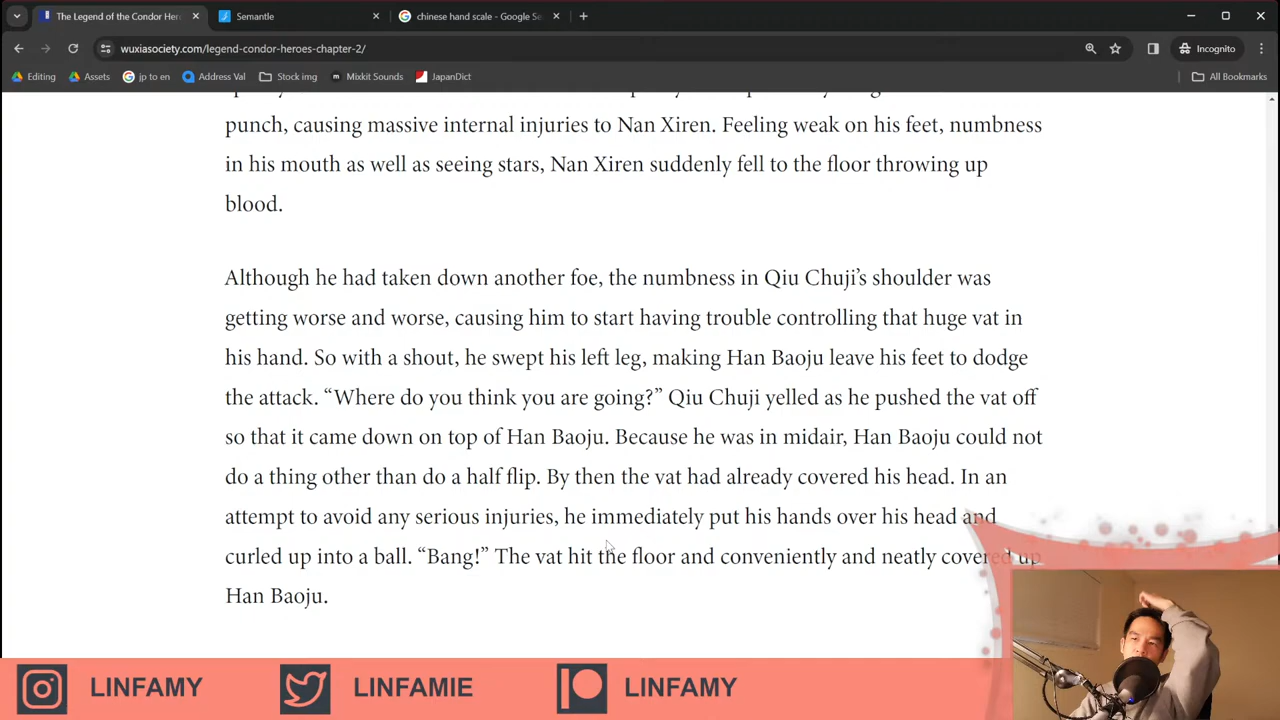 The Legend of the Condor Her
Semantle
chinese hand scale - Google Se
wuxiasociety.com/legend-condor-heroes-chapter-2/
Incognito
Editing
Assets
jp to en
Address Val
Stock img
Mixkit Sounds
JapanDict
All Bookmarks
punch, causing massive internal injuries to Nan Xiren. Feeling weak on his feet, numbness
in his mouth as well as seeing stars, Nan Xiren suddenly fell to the floor throwing up
blood.
Although he had taken down another foe, the numbness in Qiu Chuji’s shoulder was
getting worse and worse, causing him to start having trouble controlling that huge vat in
his hand. So with a shout, he swept his left leg, making Han Baoju leave his feet to dodge
the attack. “Where do you think you are going?” Qiu Chuji yelled as he pushed the vat off
so that it came down on top of Han Baoju. Because he was in midair, Han Baoju could not
do a thing other than do a half flip. By then the vat had already covered his head. In an
attempt to avoid any serious injuries, he immediately put his hands over his head and
curled up into a ball. “Bang!” The vat hit the floor and conveniently and neatly covered up
Han Baoju.
LINFAMY
LINFAMIE
LINFAMY